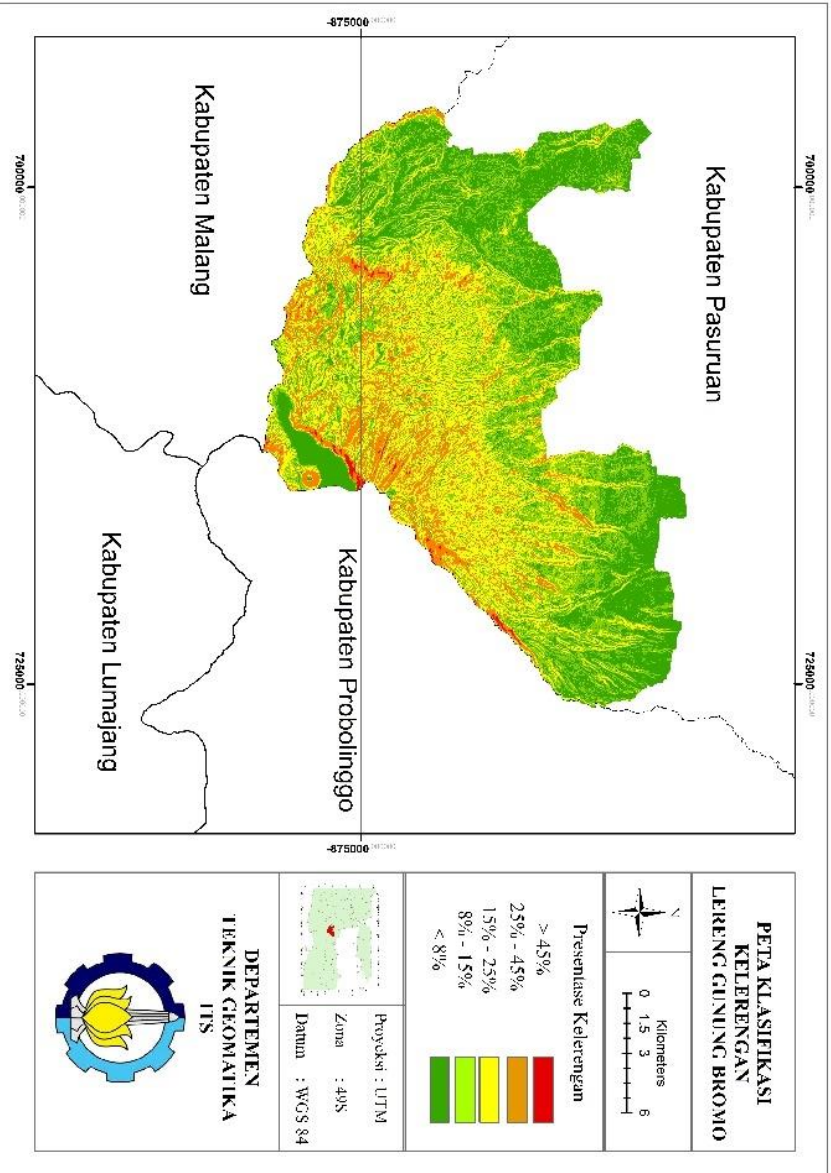 -875000
700000
700000
725000
725000
-875000
Kabupaten Pasuruan
Kabupaten Malang
Kabupaten Probolinggo
Kabupaten Lumajang
PETA KLASIFIKASI
KELERENGAN
LERENG GUNUNG BROMO
N
Kilometers
0 1.5 3 6
Presentase Kelerengan
> 45%
25% - 45%
15% - 25%
8% - 15%
< 8%
Proyeksi : UTM
Zona : 49S
Datum : WGS 84
DEPARTEMEN
TEKNIK GEOMATIKA
ITS